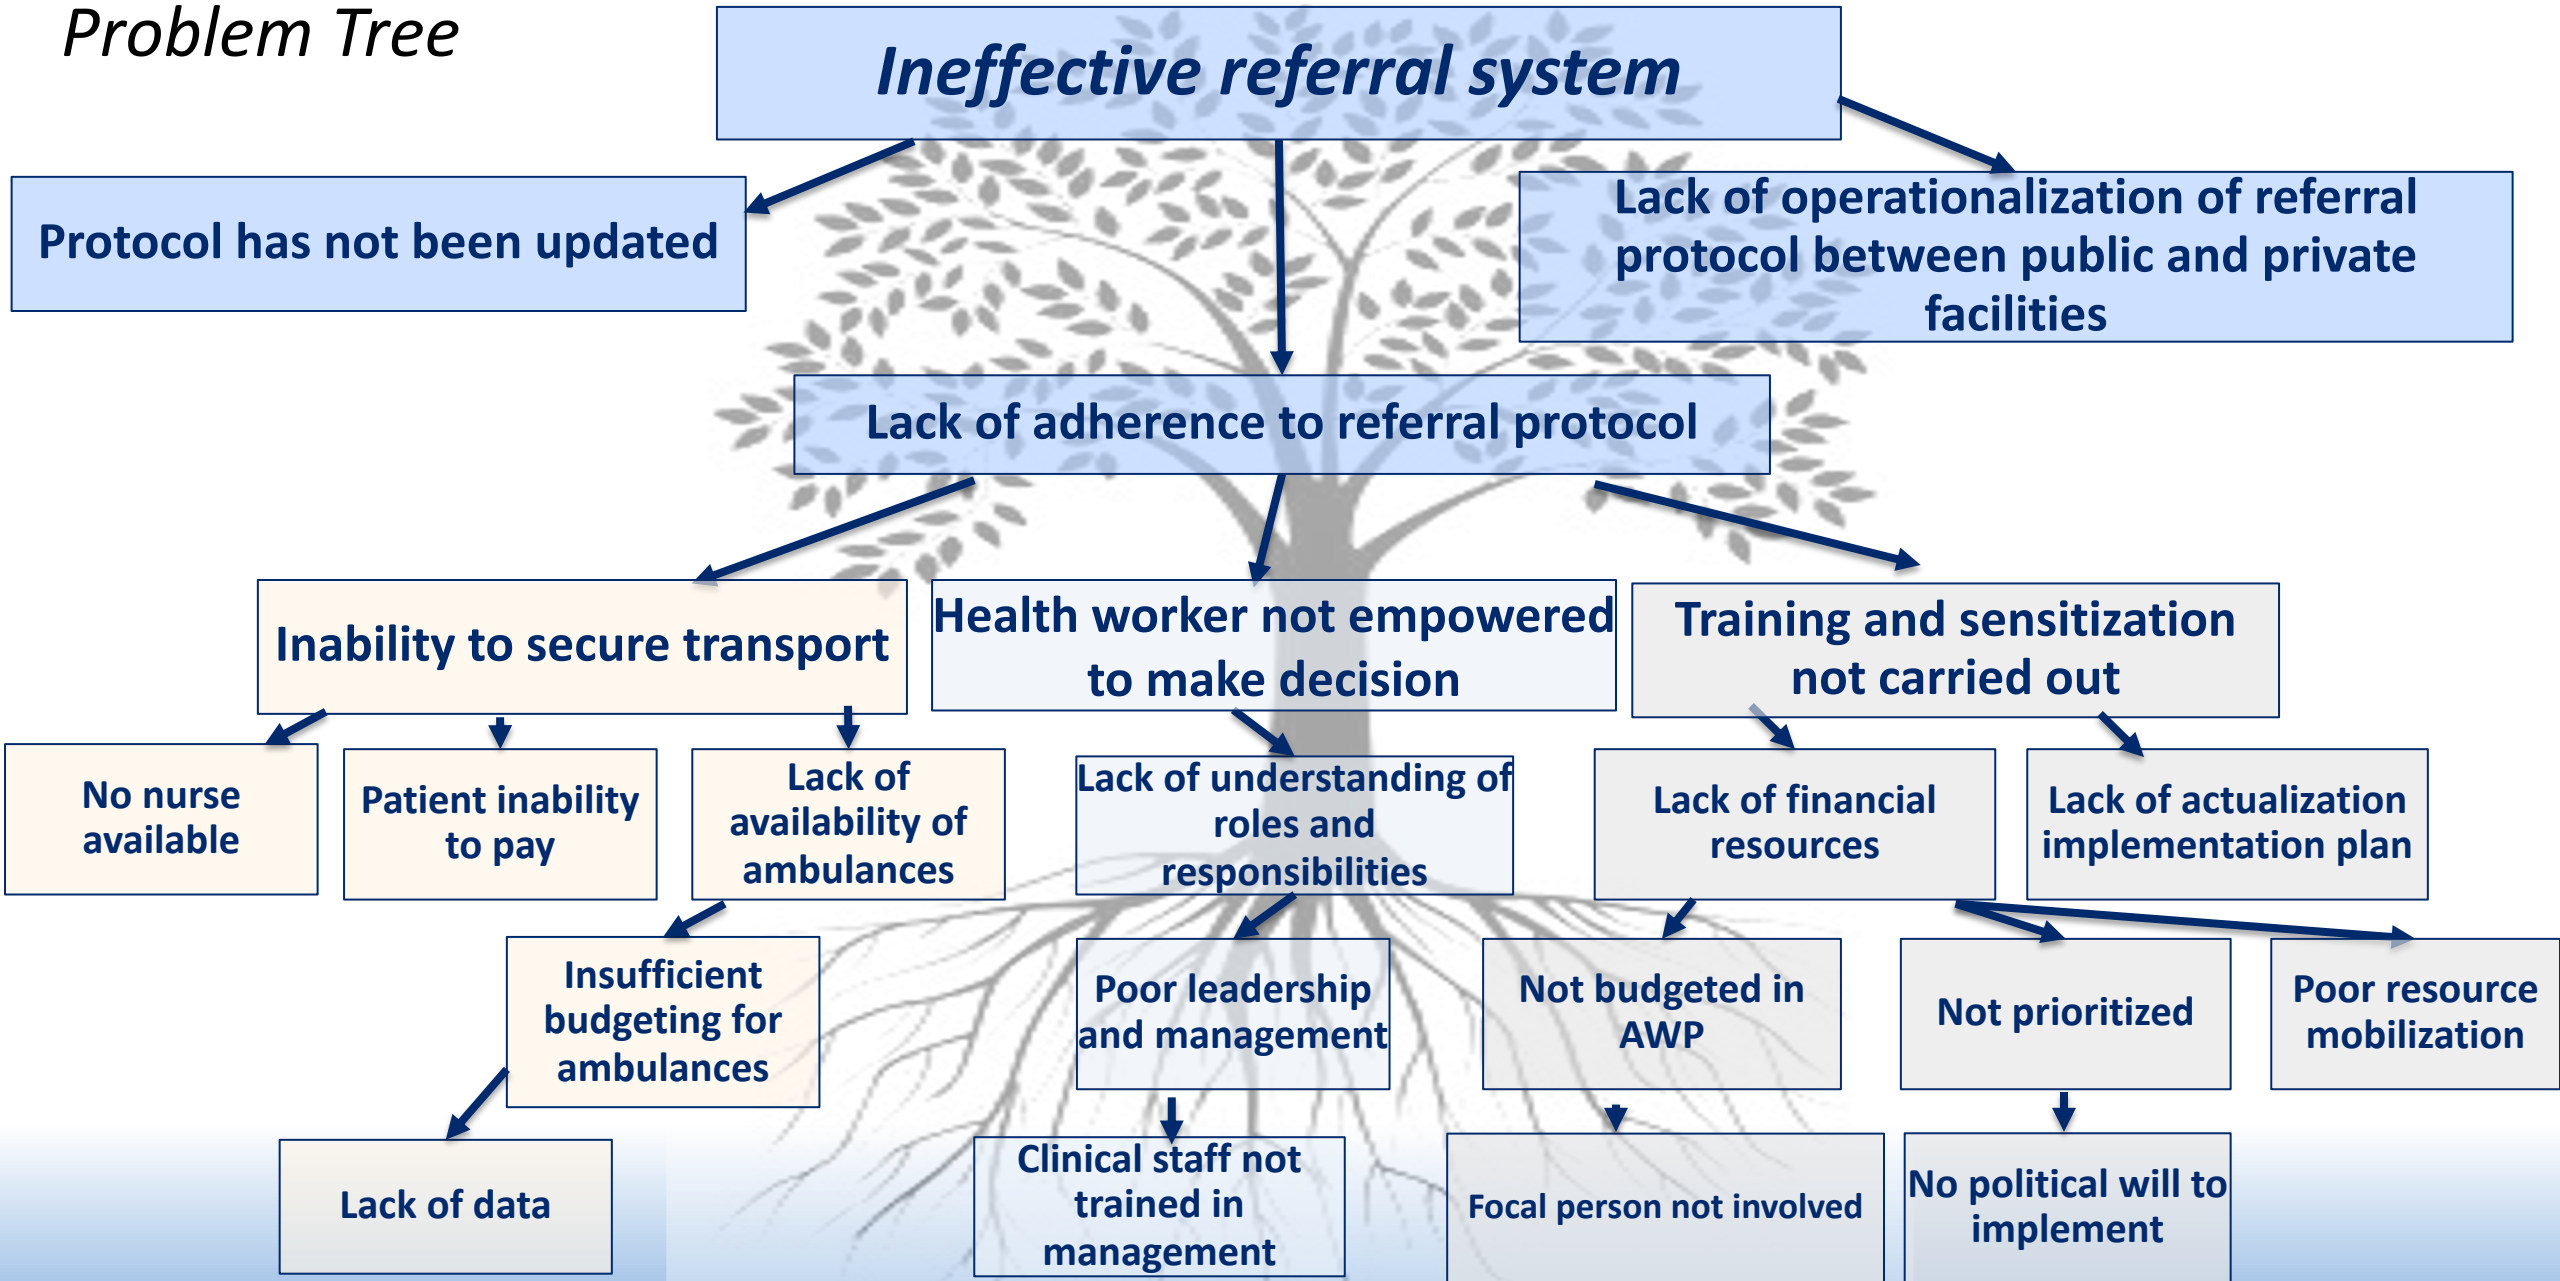 Problem Tree
Ineffective referral system
Protocol has not been updated
Lack of operationalization of referral
protocol between public and private
facilities
Lack of adherence to referral protocol
Inability to secure transport
Health worker not empowered
to make decision
Training and sensitization
not carried out
No nurse
available
Patient inability
to pay
Lack of
availability of
ambulances
Lack of understanding of
roles and
responsibilities
Lack of financial
resources
Lack of actualization
implementation plan
Insufficient
budgeting for
ambulances
Poor leadership
and management
Not budgeted in
AWP
Not prioritized
Poor resource
mobilization
Lack of data
Clinical staff not
trained in
management
Focal person not involved
No political will to
implement